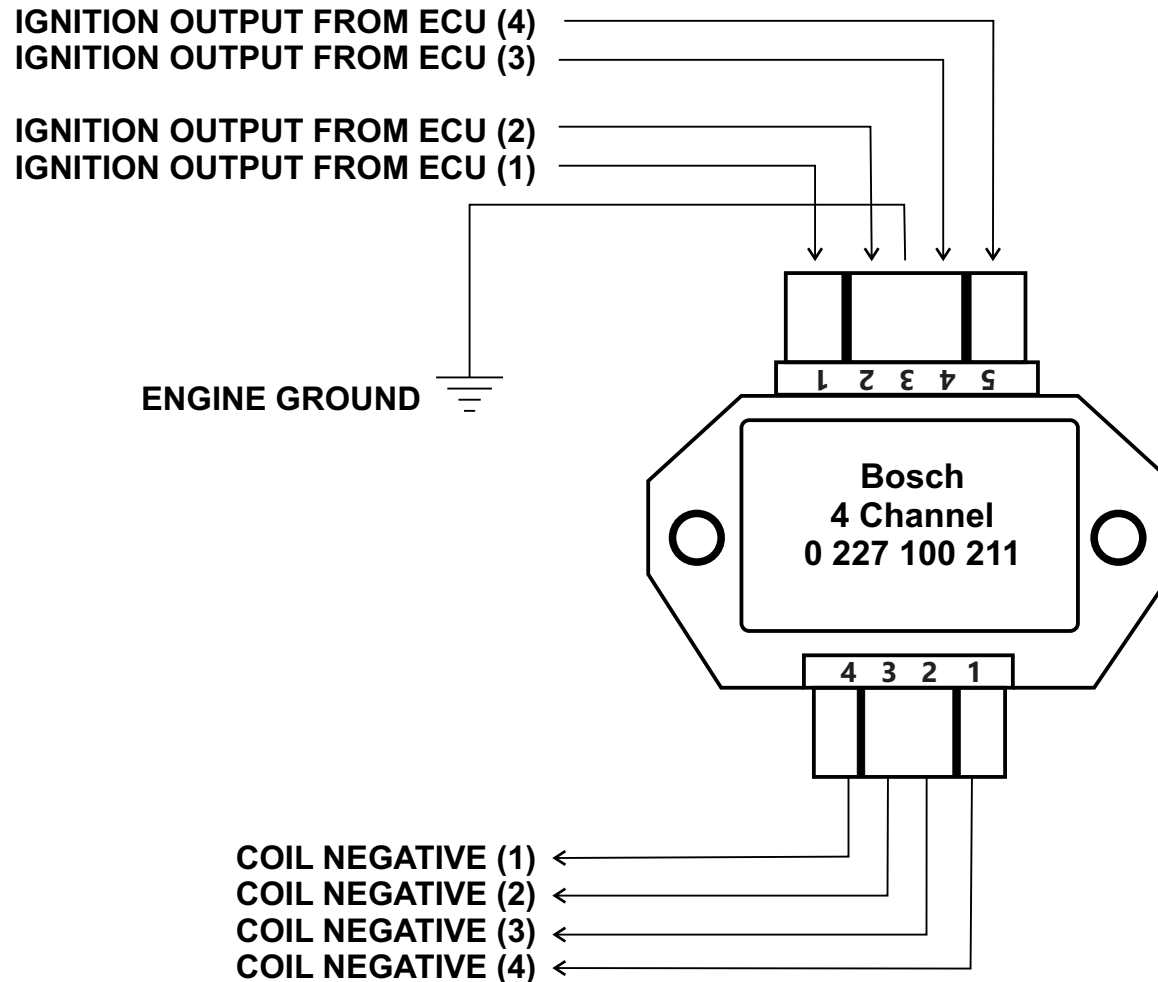 IGNITION OUTPUT FROM ECU (4)
IGNITION OUTPUT FROM ECU (3)
IGNITION OUTPUT FROM ECU (2)
IGNITION OUTPUT FROM ECU (1)
1 2 3 4 5
ENGINE GROUND
Bosch
4 Channel
0 227 100 211
4 3 2 1
COIL NEGATIVE (1)
COIL NEGATIVE (2)
COIL NEGATIVE (3)
COIL NEGATIVE (4)